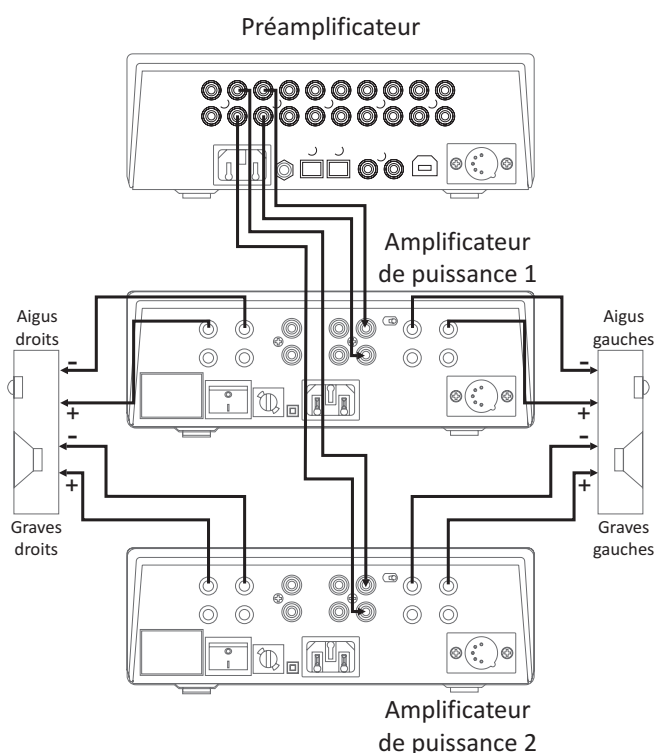 Préamplificateur
Amplificateur
de puissance 1
Aigus
droits
-
+
-
+
Graves
droits
Aigus
gauches
-
+
-
+
Graves
gauches
Amplificateur
de puissance 2